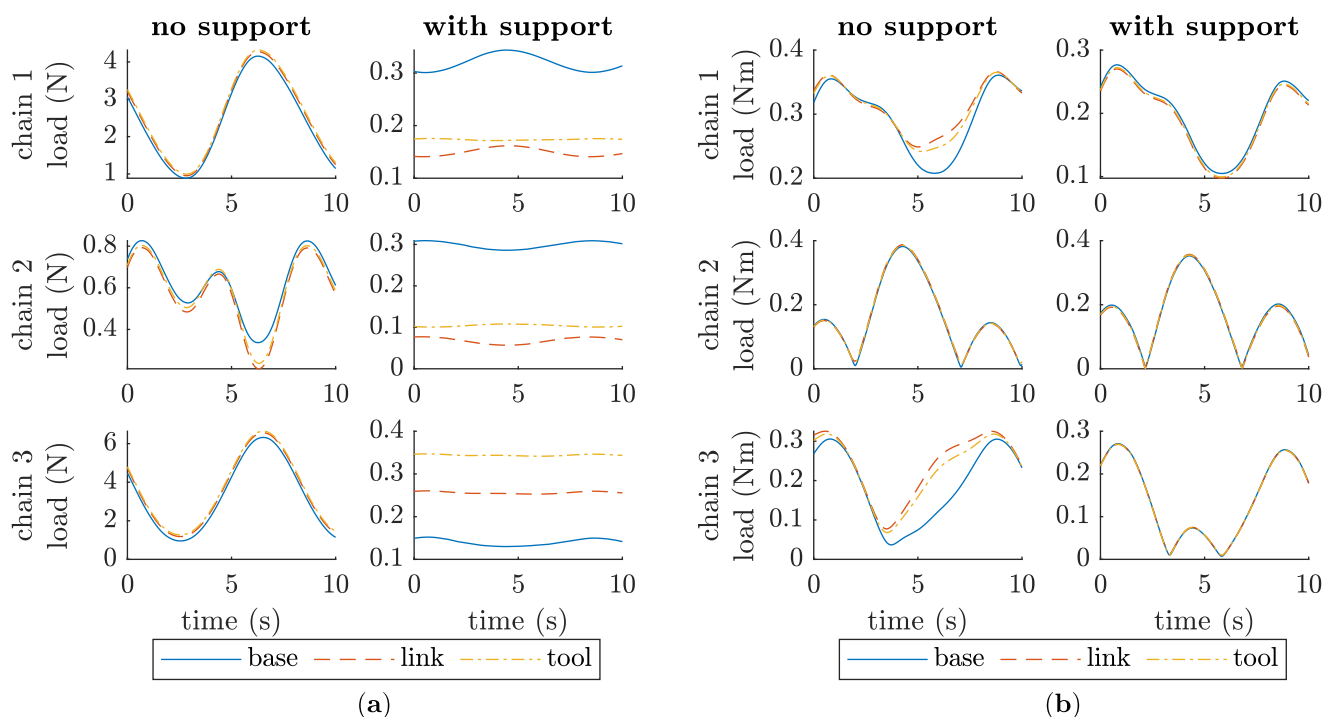 no support
with support
chain 1
load (N)
4
3
2
1
0
5
10
0.3
0.2
0.1
0
5
10
chain 2
load (N)
0.8
0.6
0.4
0
5
10
0.3
0.2
0.1
0
0
5
10
chain 3
load (N)
6
4
2
0
0
5
10
time (s)
0.4
0.3
0.2
0.1
0
5
10
time (s)
base
link
tool
(a)
no support
with support
chain 1
load (Nm)
0.4
0.3
0.2
0
5
10
0.3
0.2
0.1
0
5
10
chain 2
load (Nm)
0.4
0.2
0
0
5
10
0.4
0.2
0
0
5
10
chain 3
load (Nm)
0.3
0.2
0.1
0
0
5
10
time (s)
0.3
0.2
0.1
0
0
5
10
time (s)
base
link
tool
(b)